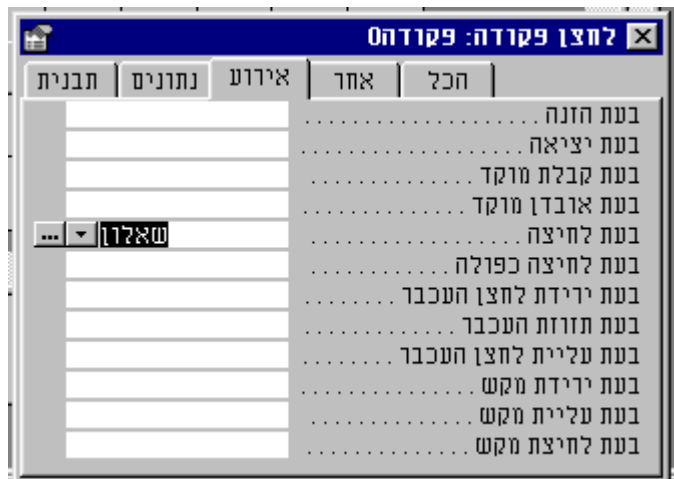 לחצן פקודה: פקודה0
תבנית נתונים אירוע אחר הכל
בעת הזנה
בעת יציאה
בעת קבלת מוקד
בעת אובדן מוקד
בעת לחיצה שאלון ...
בעת לחיצה כפולה
בעת ירידת לחצן העכבר
בעת תזוזת העכבר
בעת עליית לחצן העכבר
בעת ירידת מקש
בעת עליית מקש
בעת לחיצת מקש